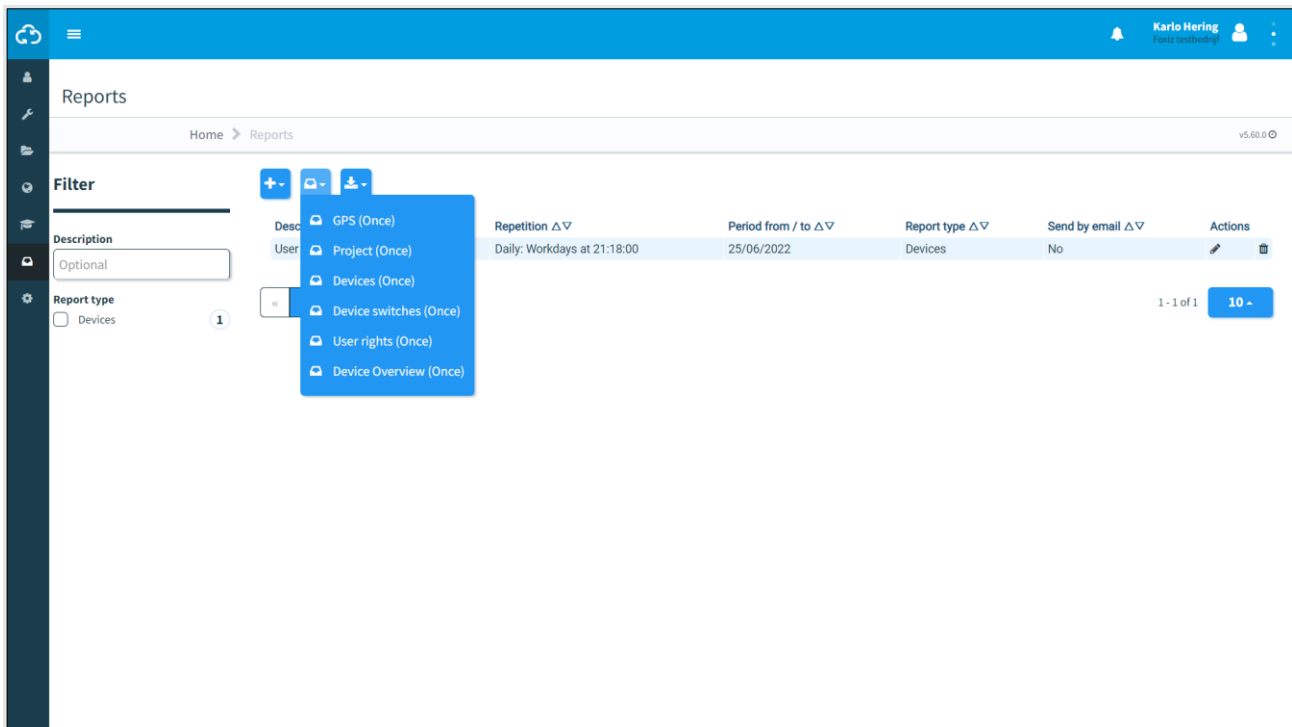 Karlo Hering
Foxiz testbedrijf
Reports
Home Reports
v5.60.0
Filter
Description
Optional
Report type
Devices 1
GPS (Once)
Project (Once)
Devices (Once)
Device switches (Once)
User rights (Once)
Device Overview (Once)
Desc Repetition Period from / to Report type Send by email Actions
User Daily: Workdays at 21:18:00 25/06/2022 Devices No
« 1 - 1 of 1 10